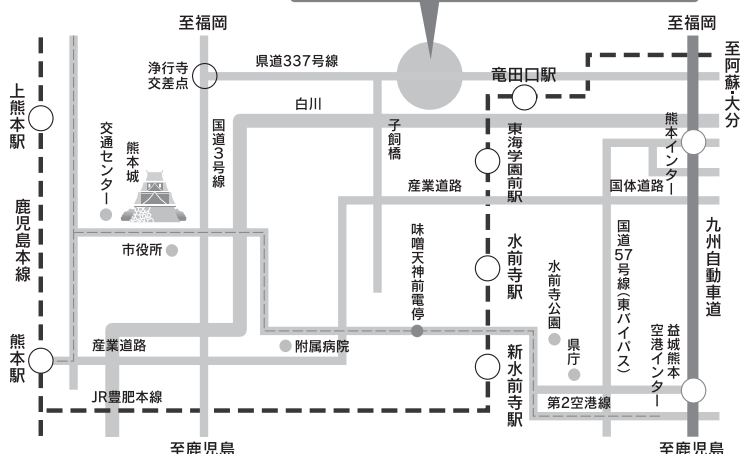 至福岡
至福岡
至阿蘇・大分
県道337号線
浄行寺
交差点
竜田口駅
上熊本駅
白川
交通センター
熊本城
国道3号線
子飼橋
東海学園前駅
熊本インター
産業道路
国体道路
鹿児島本線
市役所
味噌天神前電停
水前寺駅
水前寺公園
国道57号線(東バイパス)
九州自動車道
熊本駅
産業道路
附属病院
新水前寺駅
県庁
益城熊本
空港インター
JR豊肥本線
第2空港線
至鹿児島
至鹿児島